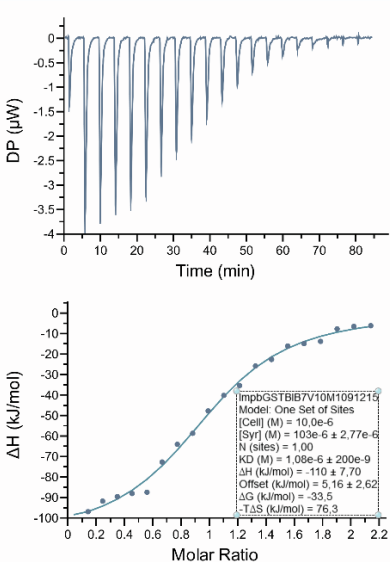 0
-0.5
-1
-1.5
-2
-2.5
-3
-3.5
-4
DP (µW)
0 10 20 30 40 50 60 70 80
Time (min)
0
-10
-20
-30
-40
-50
-60
-70
-80
-90
-100
ΔH (kJ/mol)
ImpbGSTBIB7V10M1091215
Model: One Set of Sites
[Cell] (M) = 10,0e-6
[Syr] (M) = 103e-6 ± 2,77e-6
N (sites) = 1,00
KD (M) = 1,08e-6 ± 200e-9
ΔH (kJ/mol) = -110 ± 7,70
Offset (kJ/mol) = 5,16 ± 2,62
ΔG (kJ/mol) = -33,5
-TΔS (kJ/mol) = 76,3
0 0.2 0.4 0.6 0.8 1 1.2 1.4 1.6 1.8 2 2.2
Molar Ratio